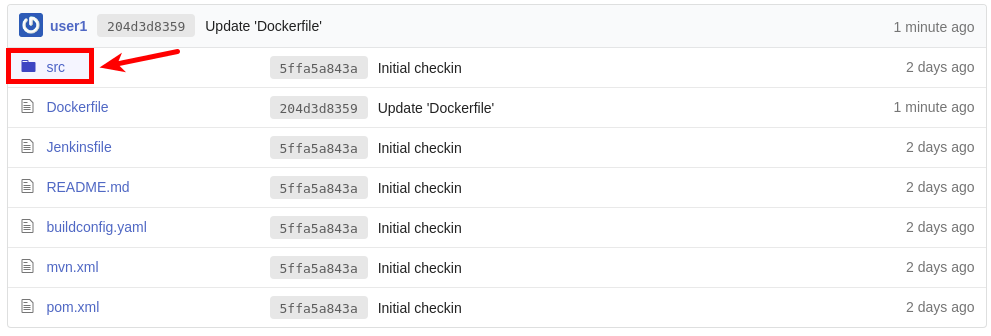 user1 204d3d8359 Update 'Dockerfile' 1 minute ago
src 5ffa5a843a Initial checkin 2 days ago
Dockerfile 204d3d8359 Update 'Dockerfile' 1 minute ago
Jenkinsfile 5ffa5a843a Initial checkin 2 days ago
README.md 5ffa5a843a Initial checkin 2 days ago
buildconfig.yaml 5ffa5a843a Initial checkin 2 days ago
mvn.xml 5ffa5a843a Initial checkin 2 days ago
pom.xml 5ffa5a843a Initial checkin 2 days ago